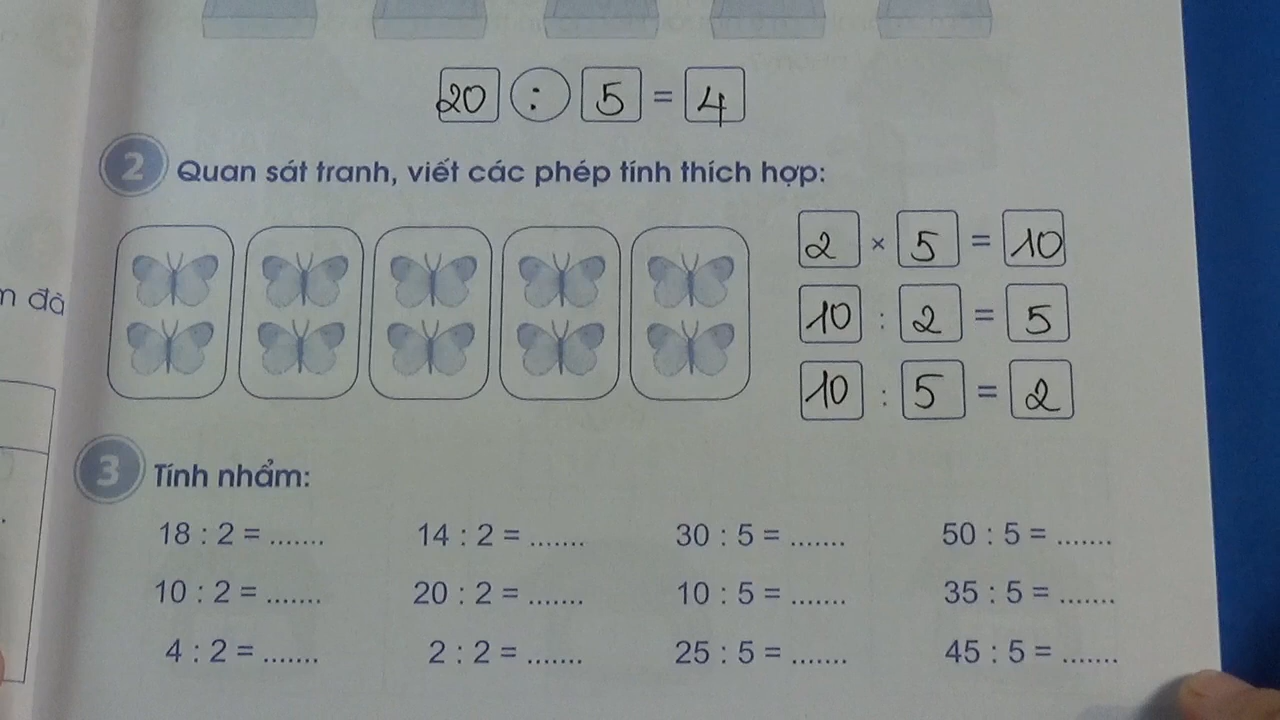 20 : 5 = 4
2 Quan sát tranh, viết các phép tính thích hợp:
2 × 5 = 10
10 : 2 = 5
10 : 5 = 2
m đà
3 Tính nhẩm:
18 : 2 = ....... 14 : 2 = ....... 30 : 5 = ....... 50 : 5 = .......
10 : 2 = ....... 20 : 2 = ....... 10 : 5 = ....... 35 : 5 = .......
4 : 2 = ....... 2 : 2 = ....... 25 : 5 = ....... 45 : 5 = .......